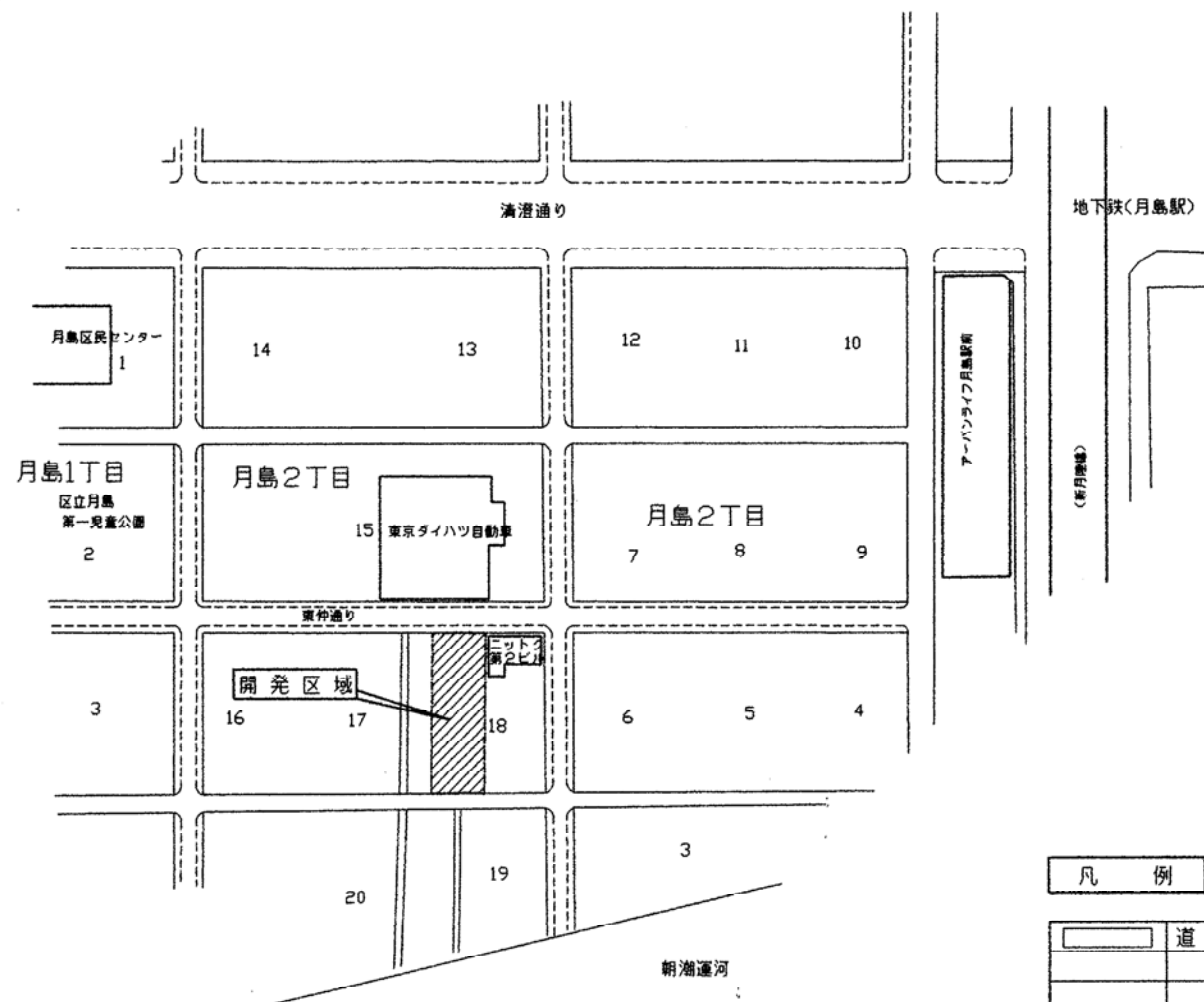 清澄通り
地下鉄(月島駅)
月島区民センター
1
14
13
12
11
10
アーバンライフ月島駅前
月島1丁目
区立月島
第一児童公園
2
月島2丁目
15
東京ダイハツ自動車
月島2丁目
7
8
9
東仲通り
ニットク
第2ビル
開発区域
3
16
17
18
6
5
4
20
19
3
朝潮運河
凡 例
道